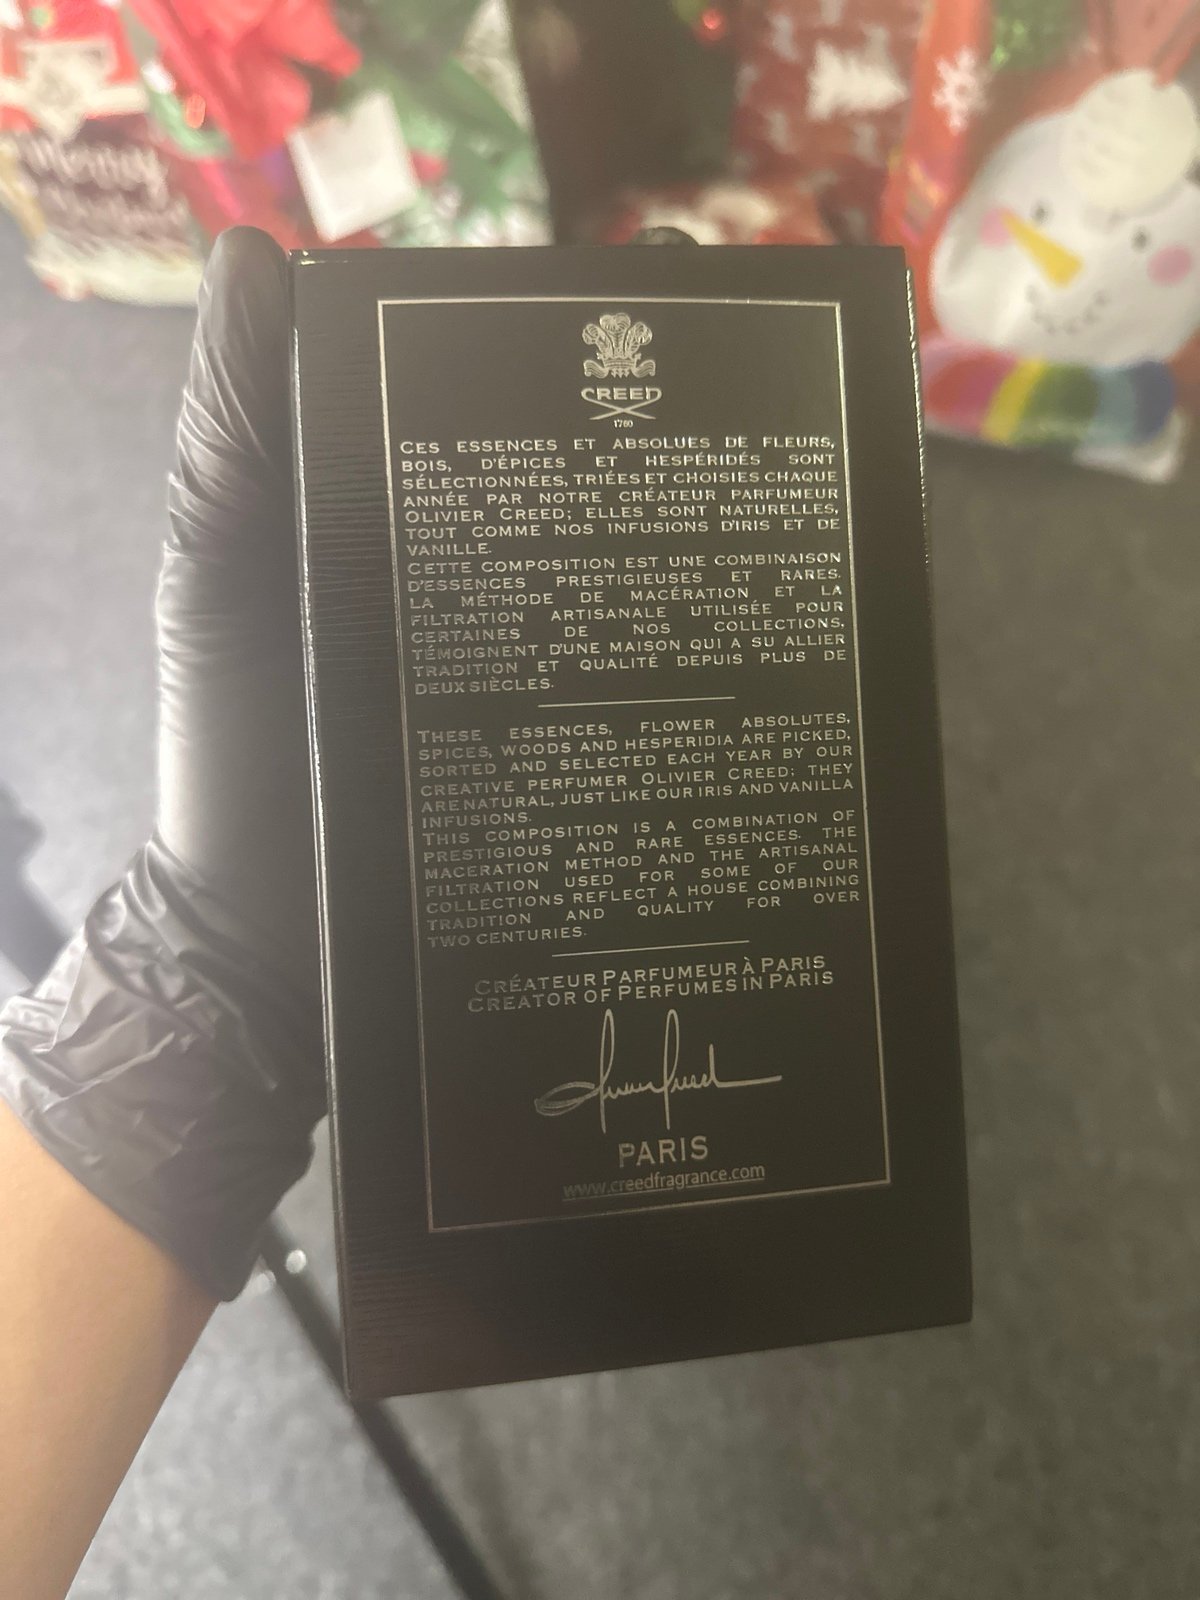 Merry
CREED
1760
CES ESSENCES ET ABSOLUES DE FLEURS,
BOIS, D'ÉPICES ET HESPÉRIDÉS SONT
SÉLECTIONNÉES, TRIÉES ET CHOISIES CHAQUE
ANNÉE PAR NOTRE CRÉATEUR PARFUMEUR
OLIVIER CREED; ELLES SONT NATURELLES,
TOUT COMME NOS INFUSIONS D'IRIS ET DE
VANILLE.
CETTE COMPOSITION EST UNE COMBINAISON
D'ESSENCES PRESTIGIEUSES ET RARES.
LA MÉTHODE DE MACÉRATION ET LA
FILTRATION ARTISANALE UTILISÉE POUR
CERTAINES DE NOS COLLECTIONS,
TÉMOIGNENT D'UNE MAISON QUI A SU ALLIER
TRADITION ET QUALITÉ DEPUIS PLUS DE
DEUX SIÈCLES.
THESE ESSENCES, FLOWER ABSOLUTES,
SPICES, WOODS AND HESPERIDIA ARE PICKED,
SORTED AND SELECTED EACH YEAR BY OUR
CREATIVE PERFUMER OLIVIER CREED; THEY
ARE NATURAL, JUST LIKE OUR IRIS AND VANILLA
INFUSIONS.
THIS COMPOSITION IS A COMBINATION OF
PRESTIGIOUS AND RARE ESSENCES. THE
MACERATION METHOD AND THE ARTISANAL
FILTRATION USED FOR SOME OF OUR
COLLECTIONS REFLECT A HOUSE COMBINING
TRADITION AND QUALITY FOR OVER
TWO CENTURIES.
CRÉATEUR PARFUMEUR À PARIS
CREATOR OF PERFUMES IN PARIS
PARIS
www.creedfragrance.com